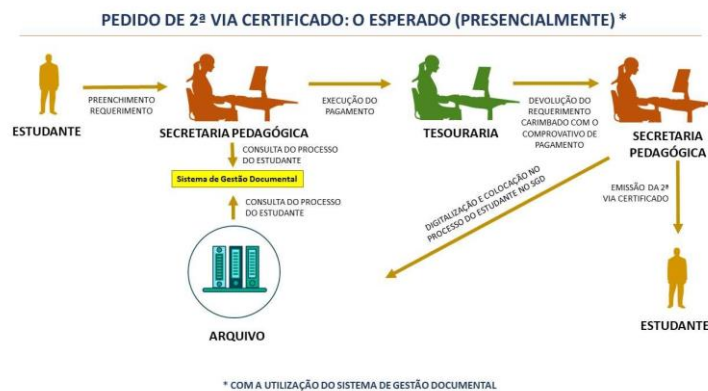 PEDIDO DE 2ª VIA CERTIFICADO: O ESPERADO (PRESENCIALMENTE) *
ESTUDANTE
PREENCHIMENTO
REQUERIMENTO
SECRETARIA PEDAGÓGICA
EXECUÇÃO DO
PAGAMENTO
TESOURARIA
DEVOLUÇÃO DO
REQUERIMENTO
CARIMBADO COM O
COMPROVATIVO DE
PAGAMENTO
SECRETARIA
PEDAGÓGICA
CONSULTA DO PROCESSO
DO ESTUDANTE
Sistema de Gestão Documental
CONSULTA DO PROCESSO
DO ESTUDANTE
ARQUIVO
DIGITALIZAÇÃO E COLOCAÇÃO NO
PROCESSO DO ESTUDANTE NO SGD
EMISSÃO DA 2ª
VIA CERTIFICADO
ESTUDANTE
* COM A UTILIZAÇÃO DO SISTEMA DE GESTÃO DOCUMENTAL